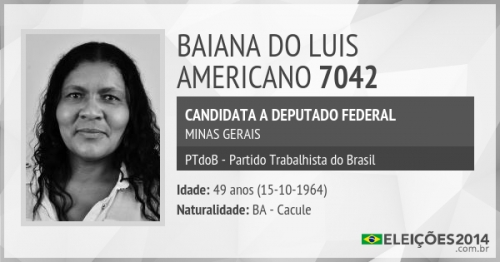 BAIANA DO LUIS
AMERICANO 7042
CANDIDATA A DEPUTADO FEDERAL
MINAS GERAIS
PTdoB - Partido Trabalhista do Brasil
Idade: 49 anos (15-10-1964)
Naturalidade: BA - Cacule
ELEIÇÕES2014
.com.br